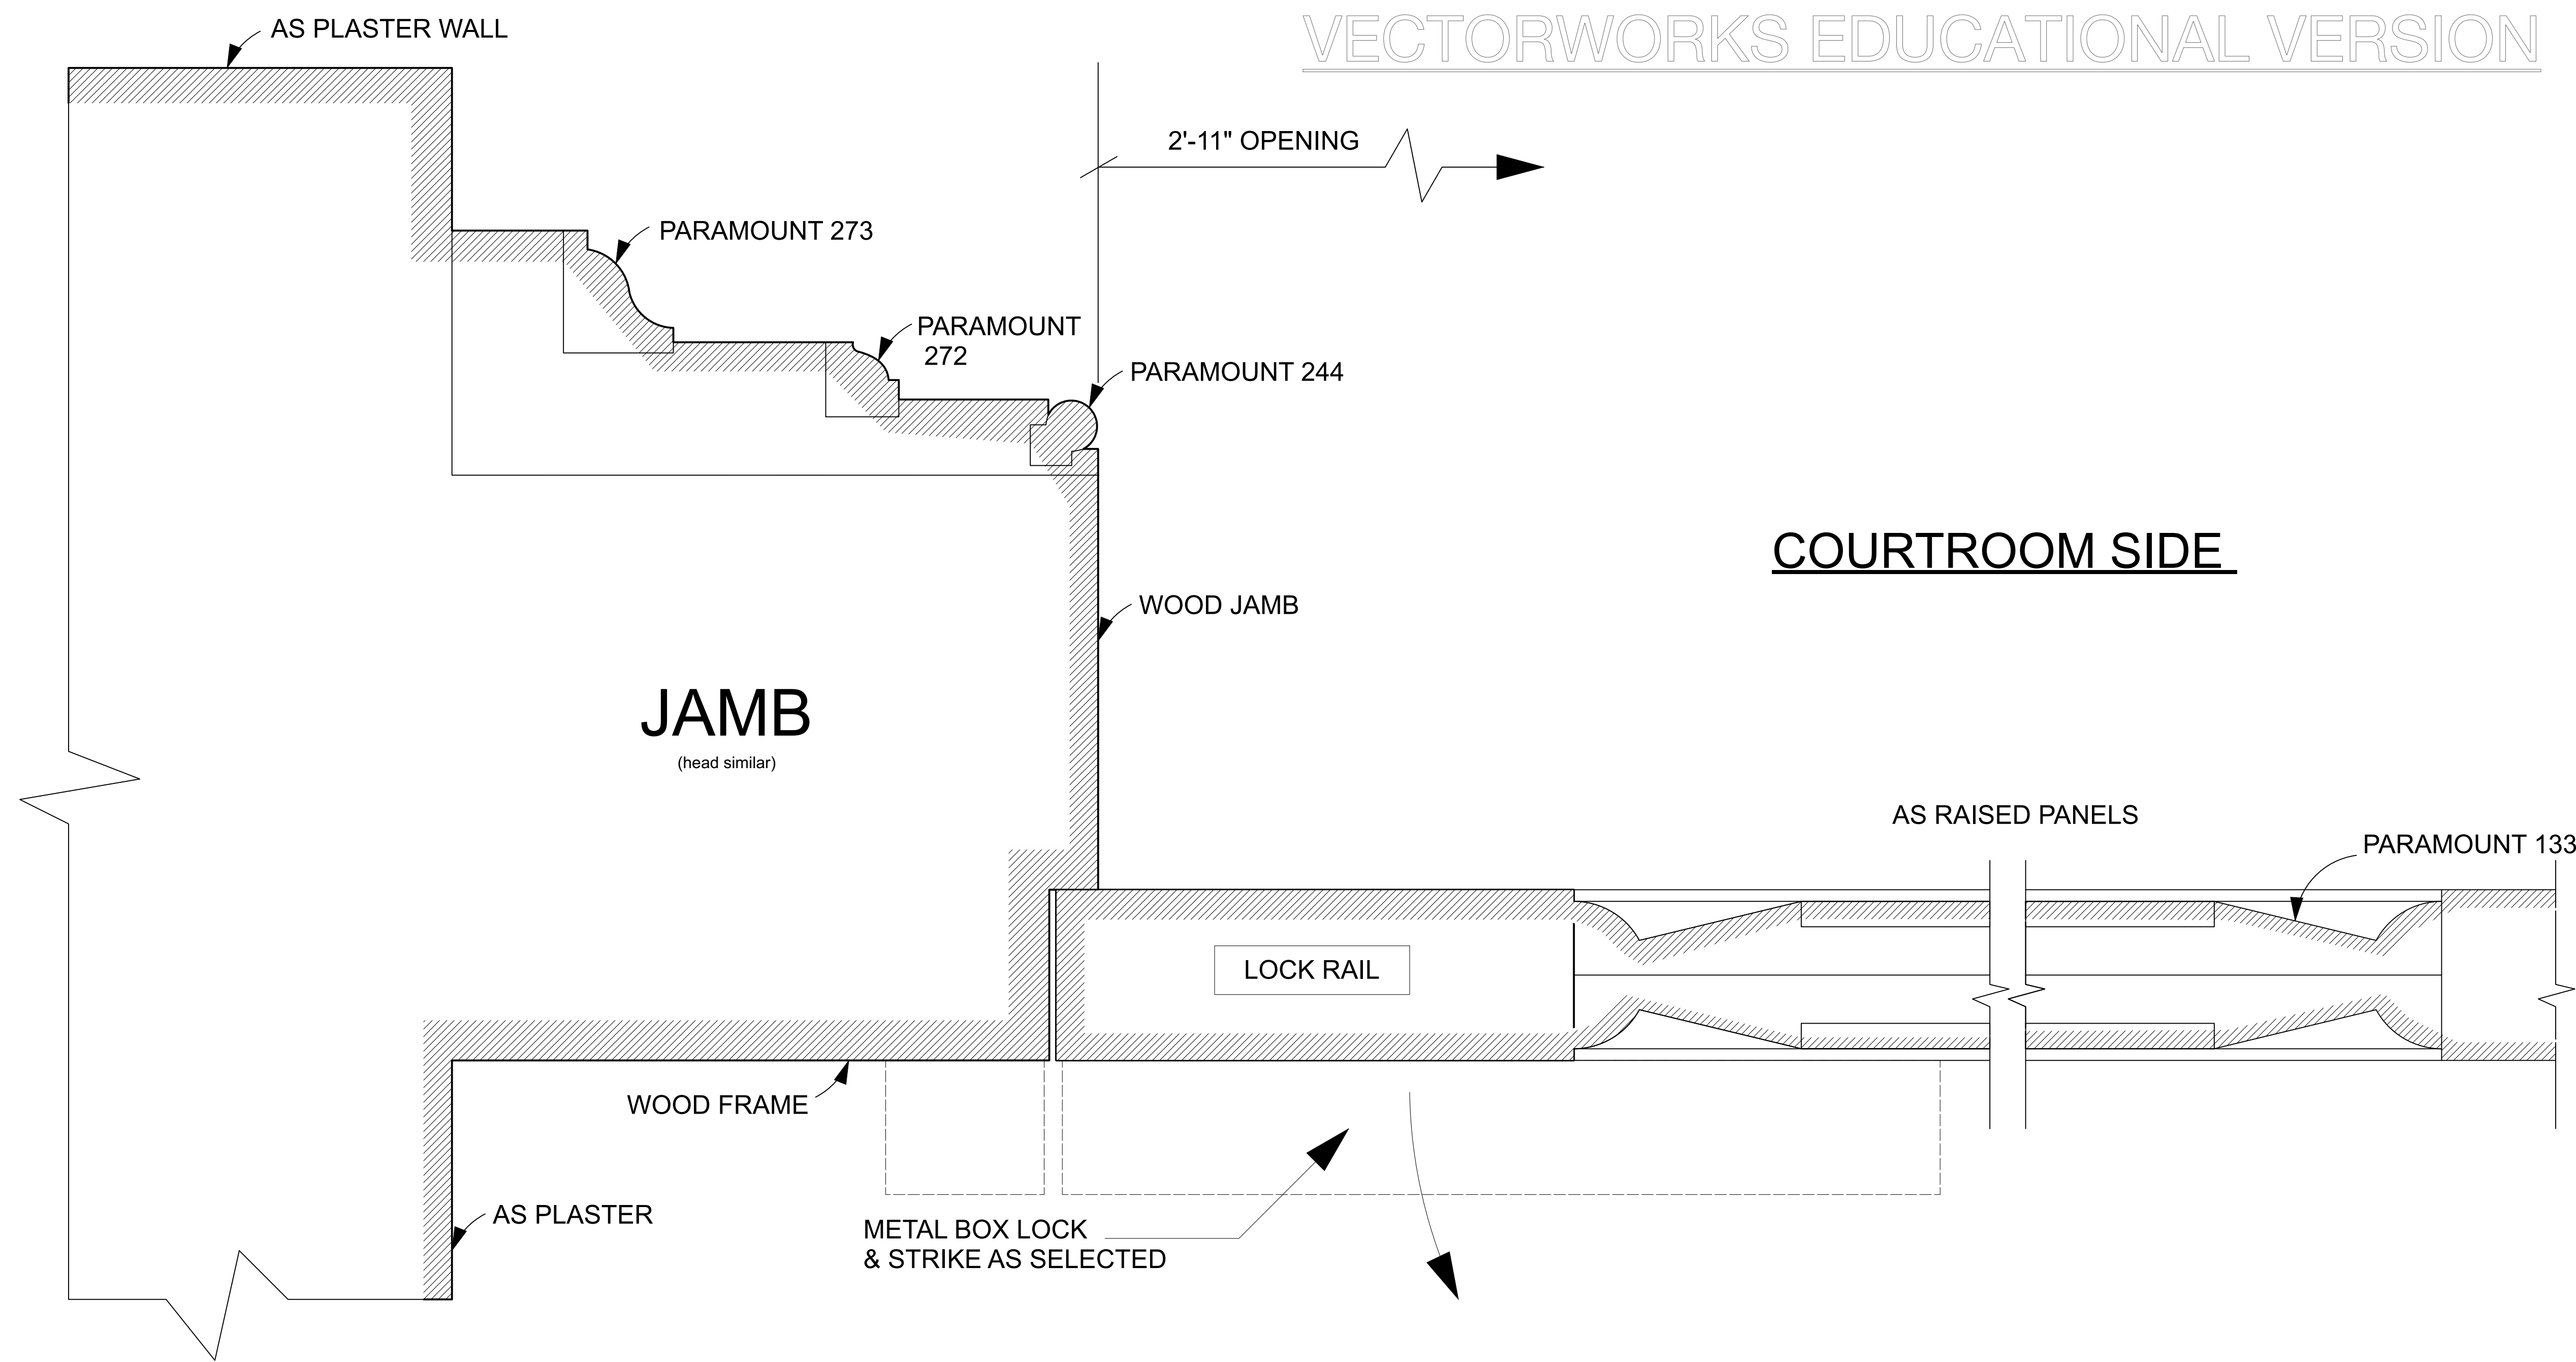 AS PLASTER WALL
VECTORWORKS EDUCATIONAL VERSION
2'-11" OPENING
PARAMOUNT 273
PARAMOUNT
272
PARAMOUNT 244
COURTROOM SIDE
WOOD JAMB
JAMB
(head similar)
AS RAISED PANELS
PARAMOUNT 133
LOCK RAIL
WOOD FRAME
AS PLASTER
METAL BOX LOCK
& STRIKE AS SELECTED